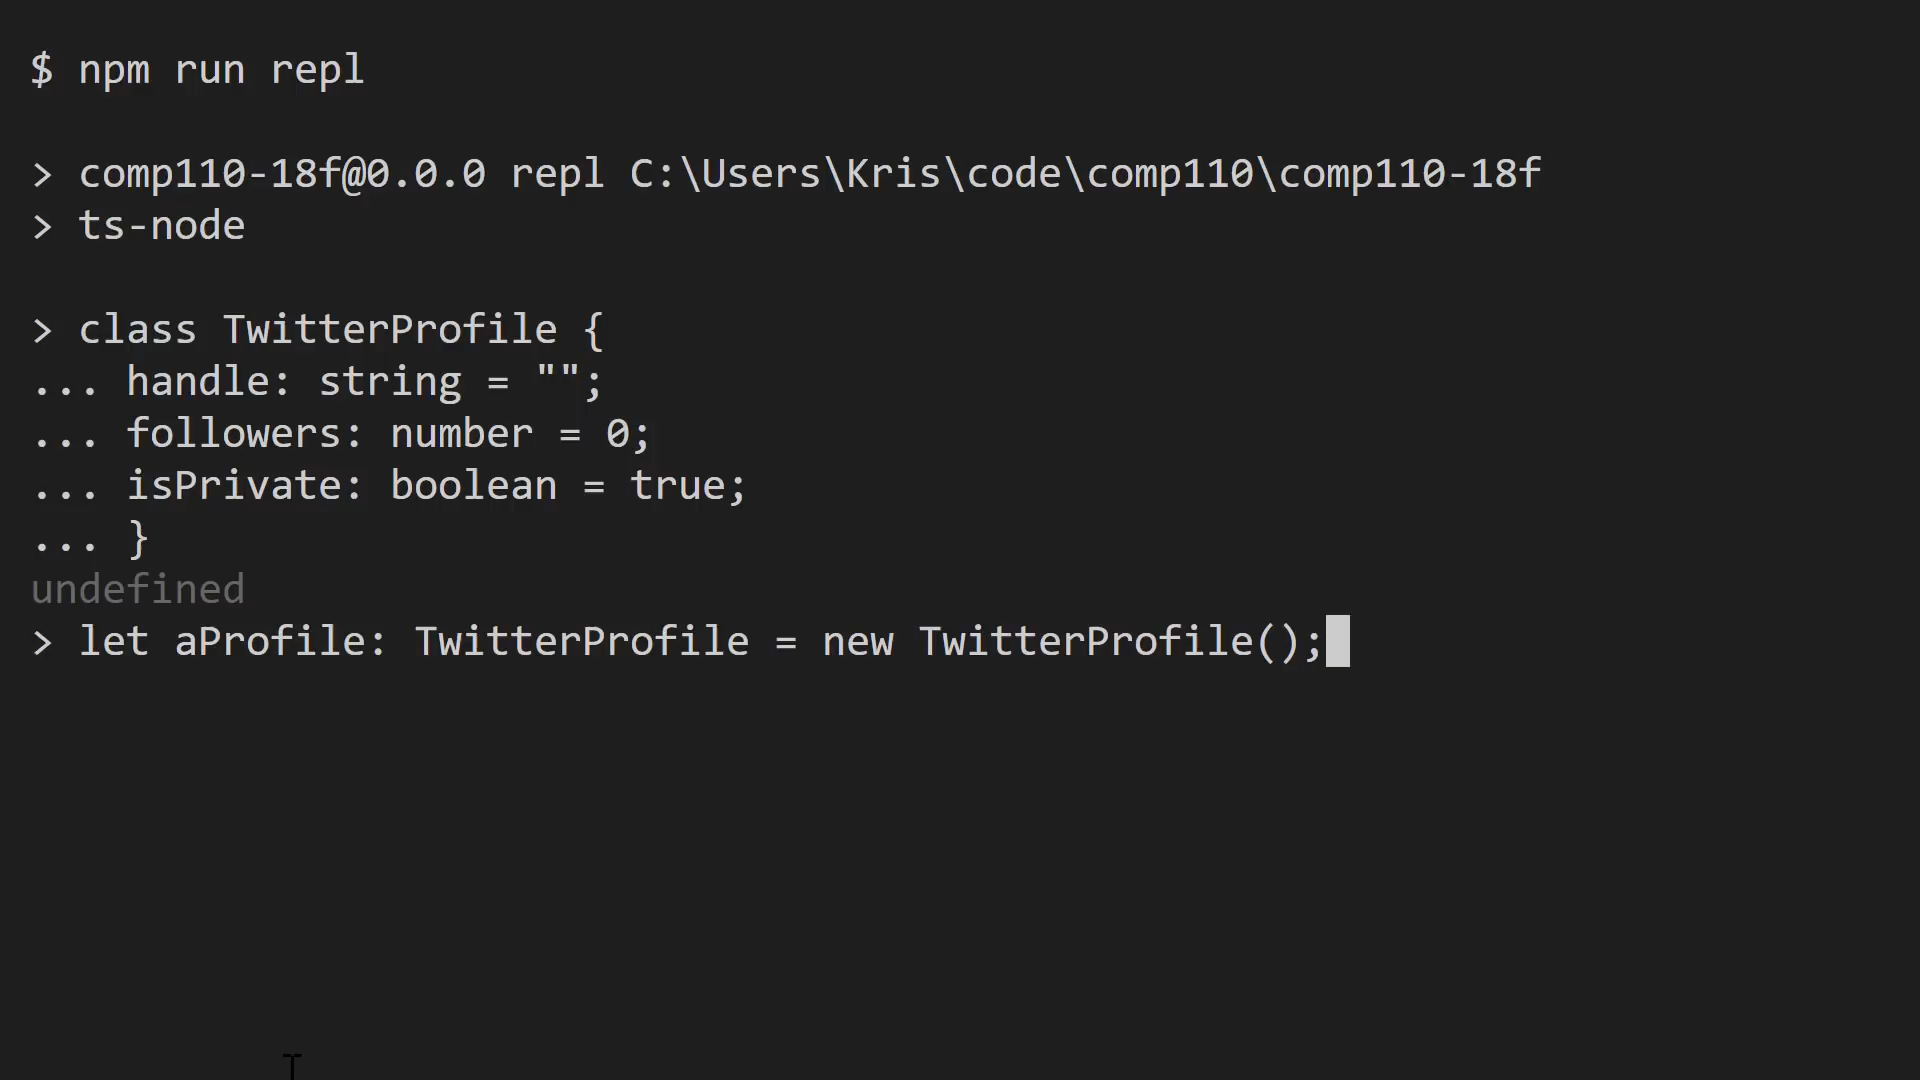 $ npm run repl
> comp110-18f@0.0.0 repl C:\Users\Kris\code\comp110\comp110-18f
> ts-node
> class TwitterProfile {
... handle: string = "";
... followers: number = 0;
... isPrivate: boolean = true;
... }
undefined
> let aProfile: TwitterProfile = new TwitterProfile();